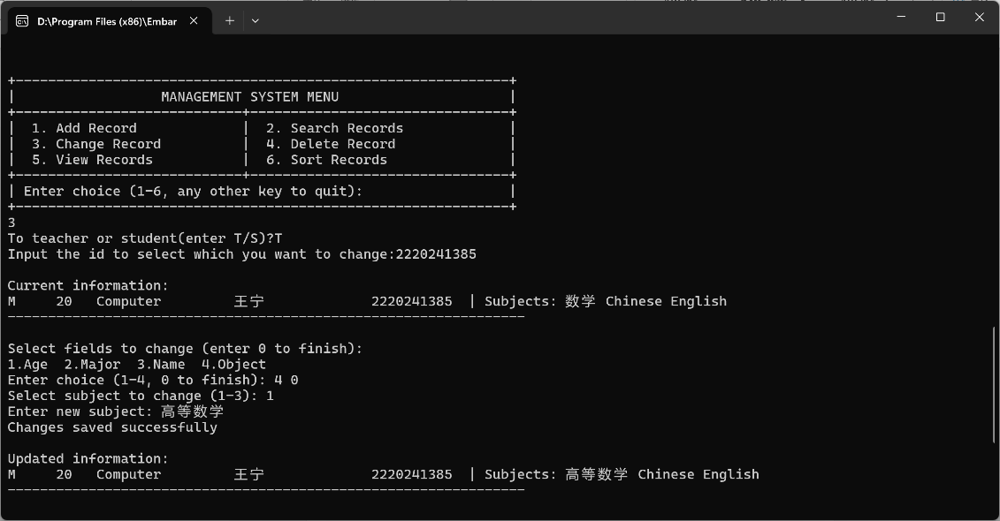 D:\Program Files (x86)\Embar
+-------------------------------------------------------------+
|                   MANAGEMENT SYSTEM MENU                     |
+----------------------------+--------------------------------+
|  1. Add Record             |  2. Search Records             |
|  3. Change Record          |  4. Delete Record              |
|  5. View Records           |  6. Sort Records               |
+----------------------------+--------------------------------+
| Enter choice (1-6, any other key to quit):                  |
+-------------------------------------------------------------+
3
To teacher or student(enter T/S)?T
Input the id to select which you want to change:2220241385
Current information:
M     20   Computer         王宁             2220241385  | Subjects: 数学 Chinese English
----------------------------------------------------------------
Select fields to change (enter 0 to finish):
1.Age  2.Major  3.Name  4.Object
Enter choice (1-4, 0 to finish): 4 0
Select subject to change (1-3): 1
Enter new subject: 高等数学
Changes saved successfully
Updated information:
M     20   Computer         王宁             2220241385  | Subjects: 高等数学 Chinese English
----------------------------------------------------------------